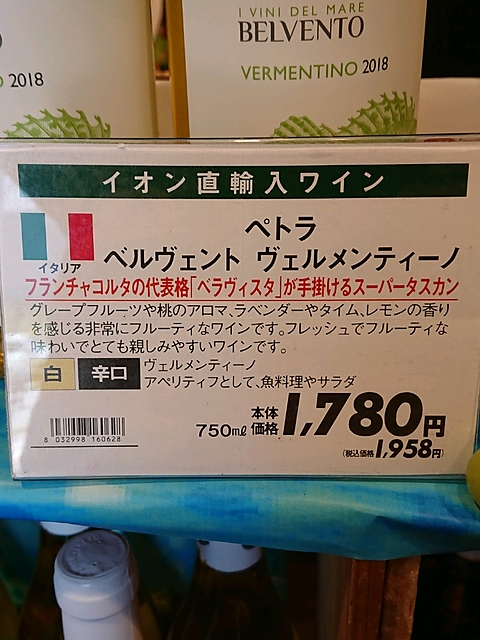 I VINI DEL MARE
BELVENTO
VERMENTINO 2018
2018
イオン直輸入ワイン
イタリア
ペトラ
ベルヴェント ヴェルメンティーノ
フランチャコルタの代表格「ベラヴィスタ」が手掛けるスーパータスカン
グレープフルーツや桃のアロマ、ラベンダーやタイム、レモンの香り
を感じる非常にフルーティなワインです。フレッシュでフルーティな
味わいでとても親しみやすいワインです。
白 辛口 ヴェルメンティーノ
アペリティフとして、魚料理やサラダ
750mℓ 本体価格 1,780円
(税込価格 1,958円)
8 032998 160628